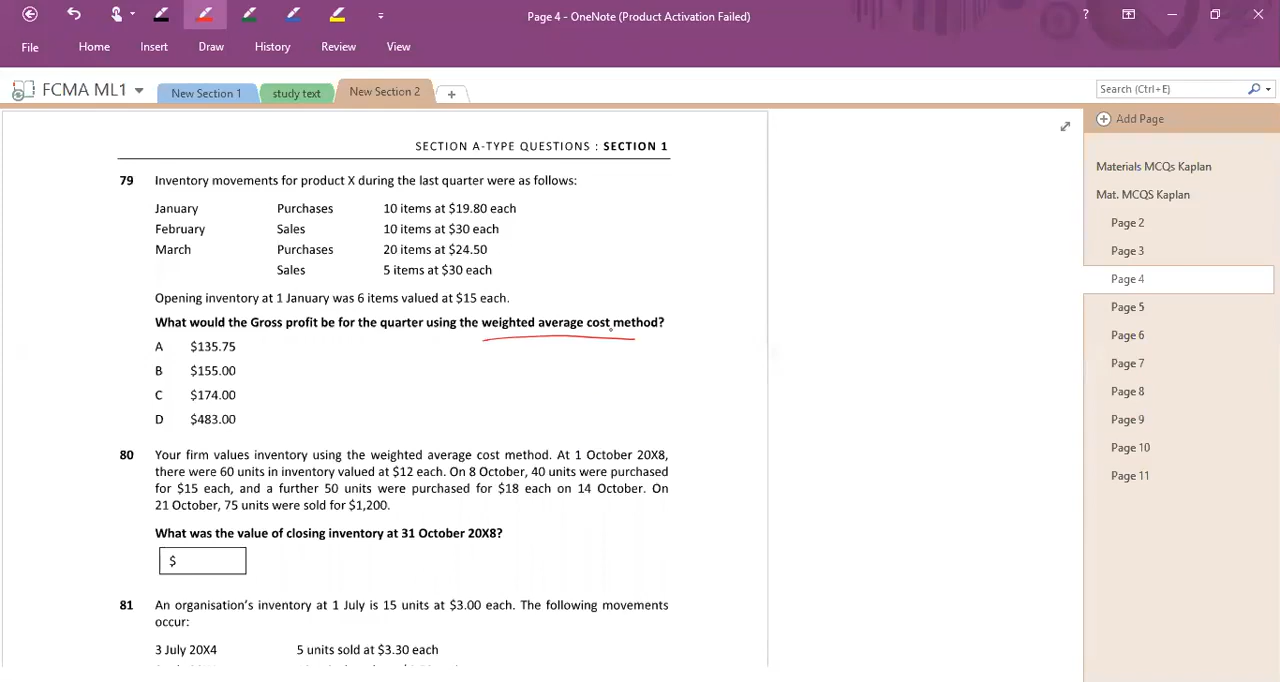 Page 4 - OneNote (Product Activation Failed)
?
File Home Insert Draw History Review View
FCMA ML1 New Section 1 study text New Section 2 +
Search (Ctrl+E)
Add Page
Materials MCQs Kaplan
Mat. MCQS Kaplan
Page 2
Page 3
Page 4
Page 5
Page 6
Page 7
Page 8
Page 9
Page 10
Page 11
SECTION A-TYPE QUESTIONS : SECTION 1
79 Inventory movements for product X during the last quarter were as follows:
January Purchases 10 items at $19.80 each
February Sales 10 items at $30 each
March Purchases 20 items at $24.50
Sales 5 items at $30 each
Opening inventory at 1 January was 6 items valued at $15 each.
What would the Gross profit be for the quarter using the weighted average cost method?
A $135.75
B $155.00
C $174.00
D $483.00
80 Your firm values inventory using the weighted average cost method. At 1 October 20X8,
there were 60 units in inventory valued at $12 each. On 8 October, 40 units were purchased
for $15 each, and a further 50 units were purchased for $18 each on 14 October. On
21 October, 75 units were sold for $1,200.
What was the value of closing inventory at 31 October 20X8?
$
81 An organisation's inventory at 1 July is 15 units at $3.00 each. The following movements
occur:
3 July 20X4 5 units sold at $3.30 each